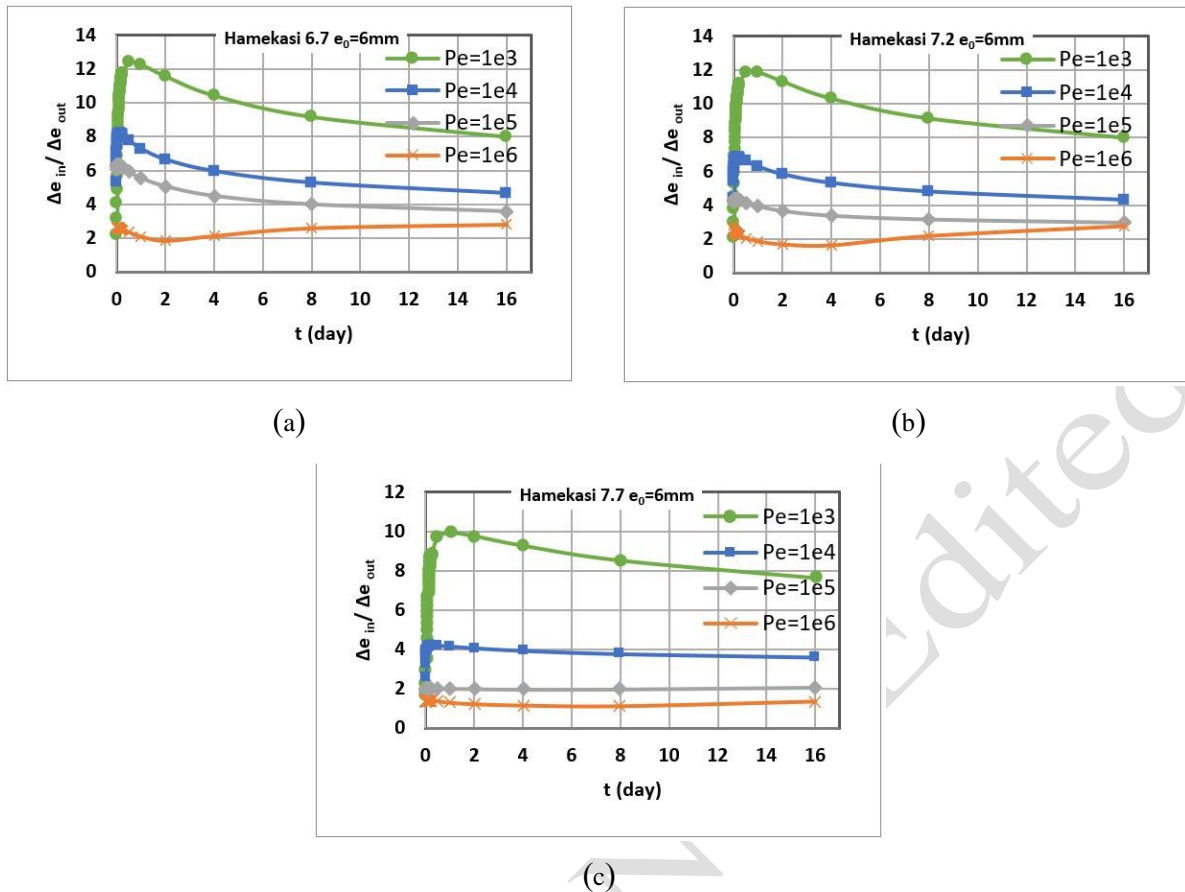 Hamekasi 6.7 e₀=6mm
14
12
10
8
6
4
2
0
Δe in/ Δe out
0 2 4 6 8 10 12 14 16
t (day)
Pe=1e3
Pe=1e4
Pe=1e5
Pe=1e6
(a)
Hamekasi 7.2 e₀=6mm
14
12
10
8
6
4
2
0
Δe in/ Δe out
0 2 4 6 8 10 12 14 16
t (day)
Pe=1e3
Pe=1e4
Pe=1e5
Pe=1e6
(b)
Hamekasi 7.7 e₀=6mm
12
10
8
6
4
2
0
Δe in/ Δe out
0 2 4 6 8 10 12 14 16
t (day)
Pe=1e3
Pe=1e4
Pe=1e5
Pe=1e6
(c)
Edited